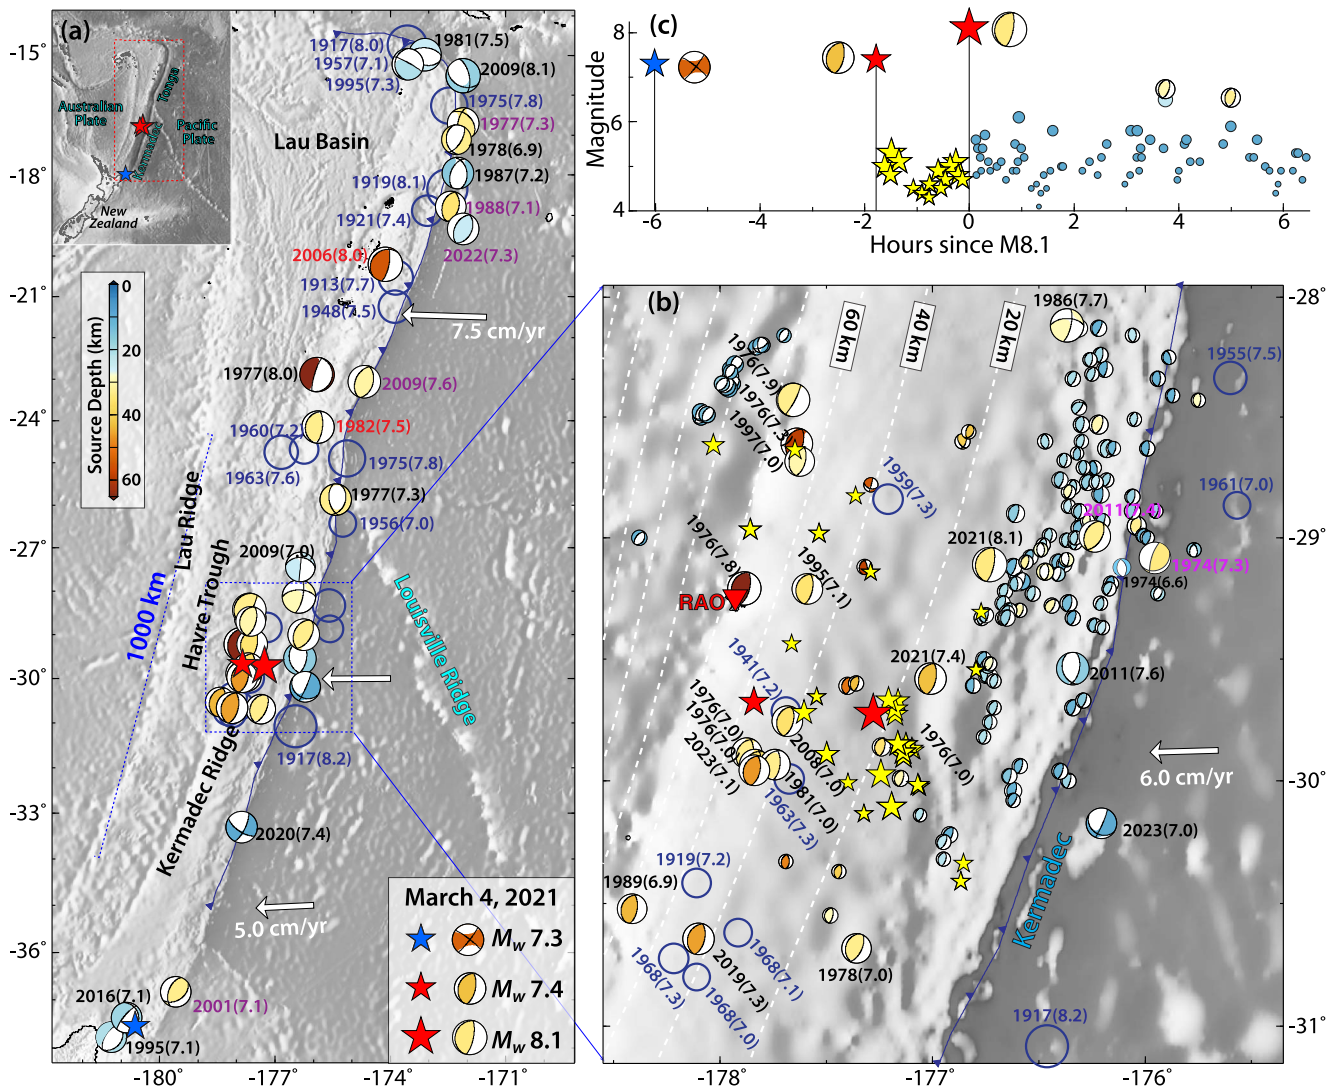 (a)
Tonga
Australian
Plate
Pacific
Plate
Kermadec
New
Zealand
-15°
-18°
-21°
-24°
-27°
-30°
-33°
-36°
-180°
-177°
-174°
1917(8.0)
1957(7.1)
1995(7.3)
1981(7.5)
2009(8.1)
1975(7.8)
1977(7.3)
1978(6.9)
Lau Basin
1919(8.1)
1987(7.2)
1921(7.4)
1988(7.1)
2022(7.3)
2006(8.0)
1913(7.7)
1948(7.5)
7.5 cm/yr
0
20
40
60
Source Depth (km)
1977(8.0)
2009(7.6)
1982(7.5)
1960(7.2)
1963(7.6)
1975(7.8)
1977(7.3)
1956(7.0)
2009(7.0)
Lau Ridge
Havre Trough
1000 km
Louisville Ridge
Kermadec Ridge
1917(8.2)
2020(7.4)
5.0 cm/yr
2016(7.1)
2001(7.1)
1995(7.1)
March 4, 2021
Mw 7.3
Mw 7.4
Mw 8.1
(c)
Magnitude
8
6
4
-6
-4
-2
0
2
4
6
Hours since M8.1
(b)
60 km
40 km
20 km
1986(7.7)
-28°
1955(7.5)
1976(7.9)
1976(7.3)
1997(7.0)
1959(7.3)
1961(7.0)
2011(7.4)
2021(8.1)
-29°
1974(7.3)
1974(6.6)
1976(7.8)
RAO
1995(7.1)
2021(7.4)
2011(7.6)
1941(7.2)
1976(7.0)
1976(7.0)
2023(7.1)
2008(7.0)
1981(7.0)
1963(7.3)
1976(7.0)
6.0 cm/yr
-30°
2023(7.0)
1919(7.2)
1989(6.9)
Kermadec
1968(7.1)
1978(7.0)
1968(7.3)
2019(7.3)
1968(7.0)
1917(8.2)
-31°
-178°
-177°
-176°